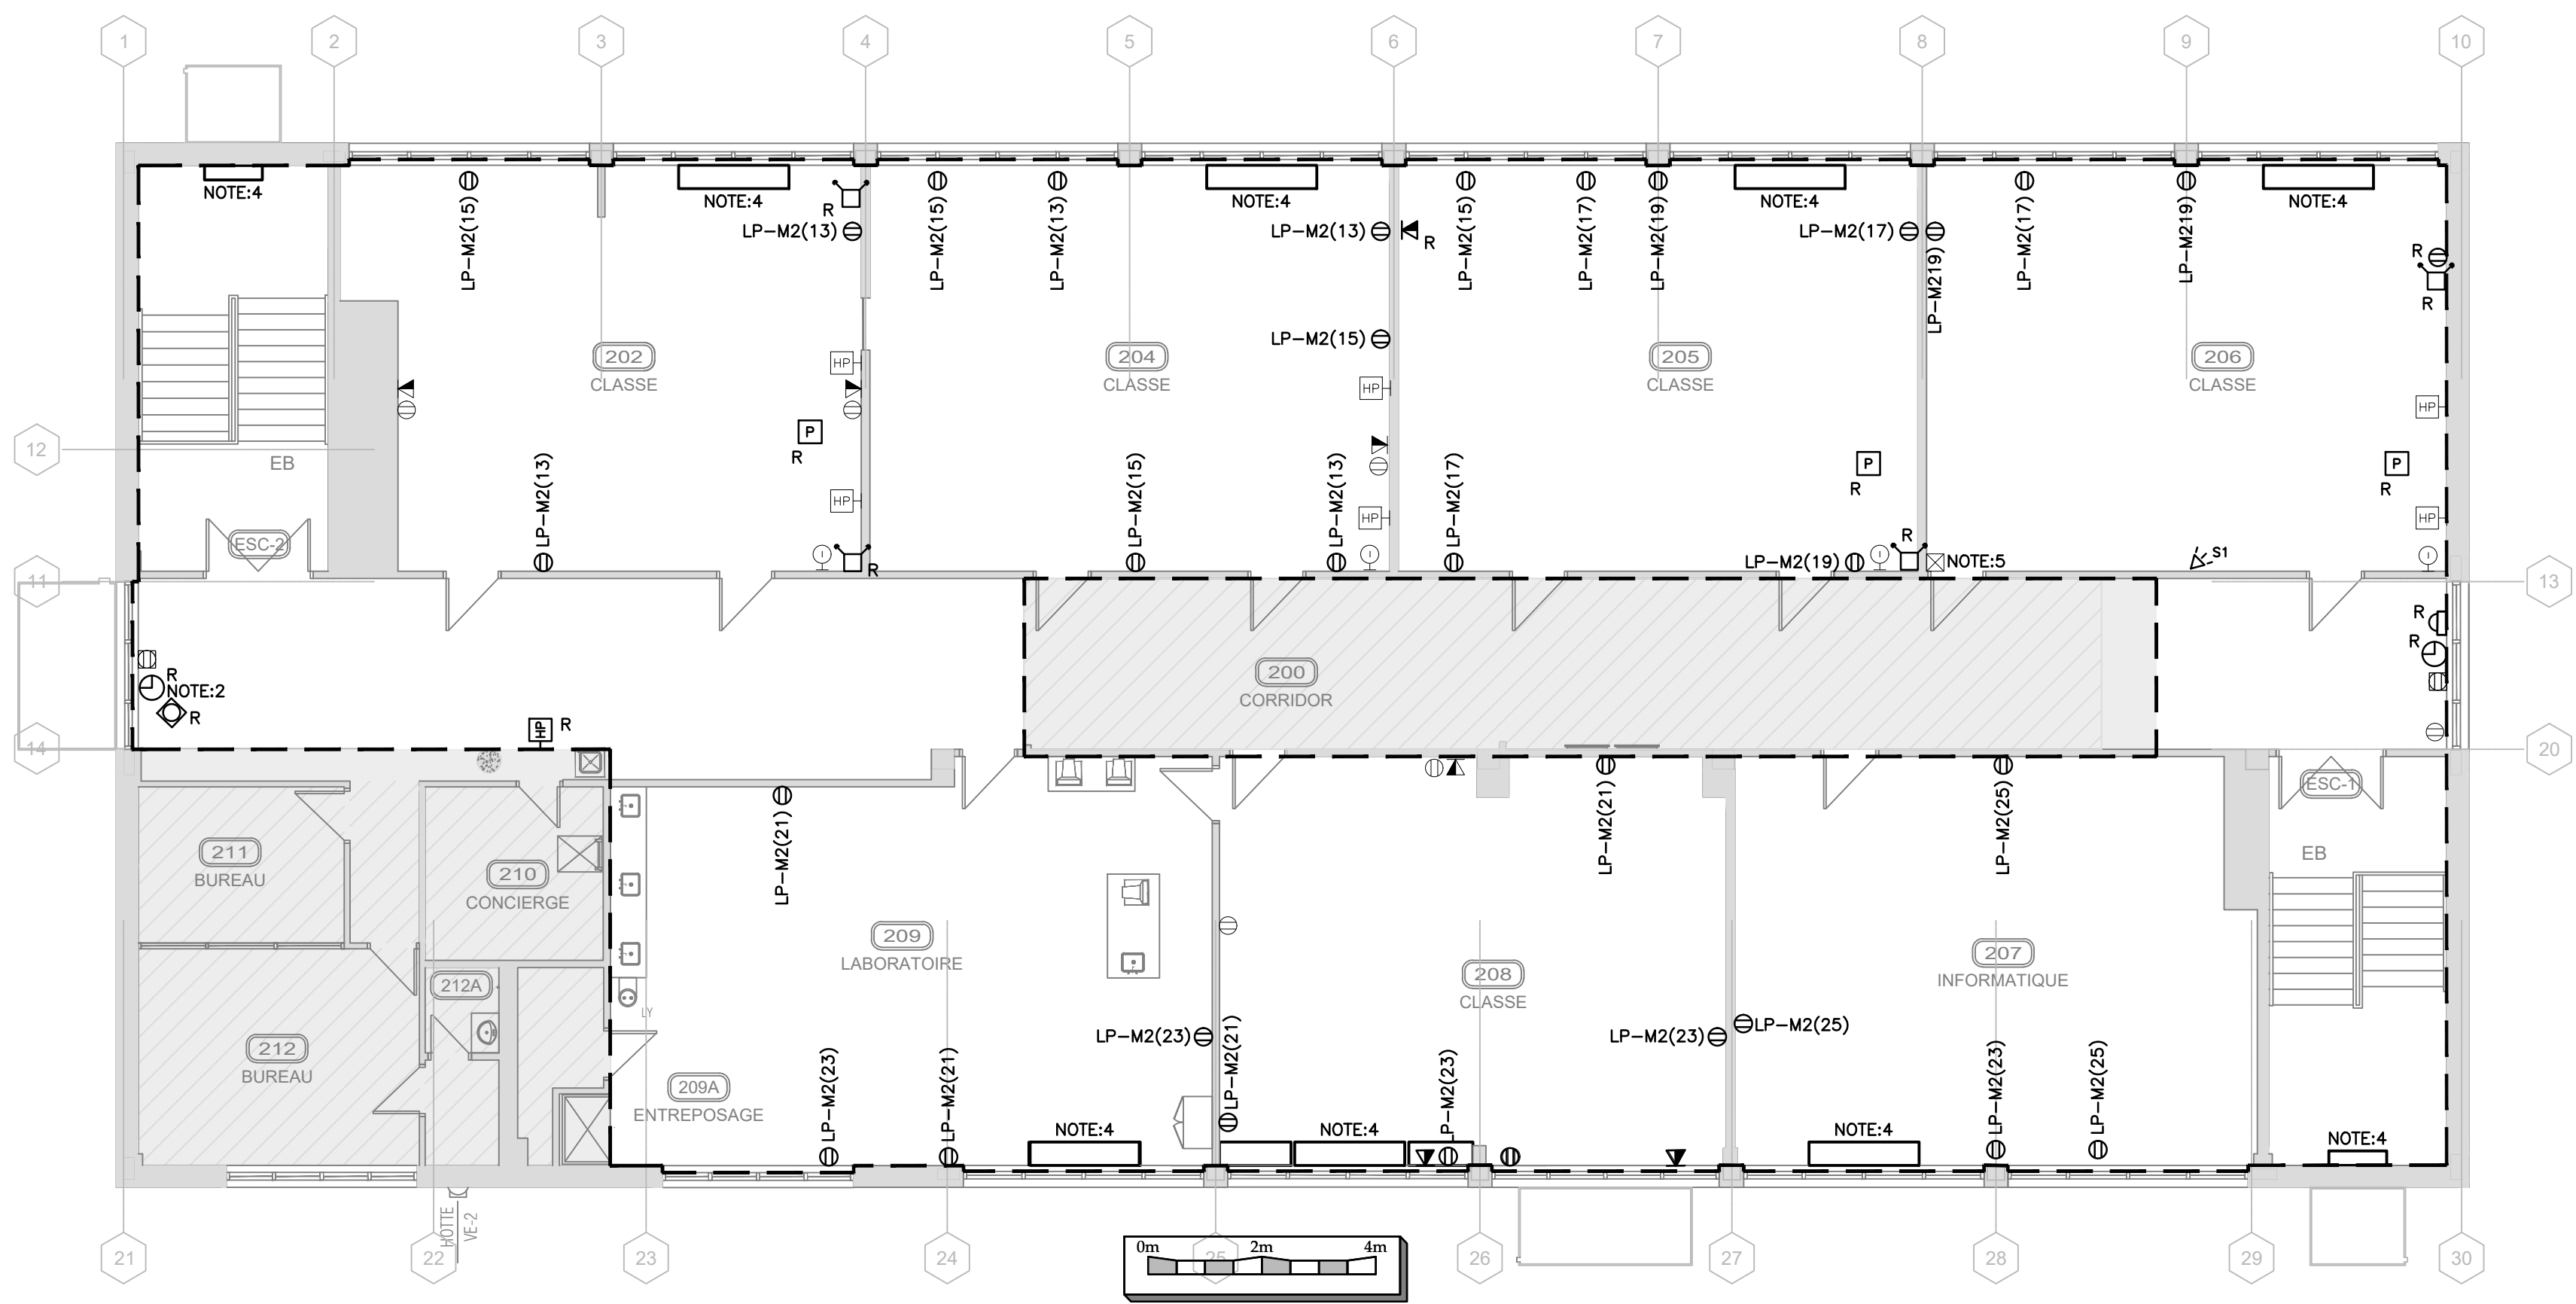 1 2 3 4 5 6 7 8 9 10
NOTE:4
LP-M2(15)
NOTE:4
R
LP-M2(13)
LP-M2(15)
LP-M2(13)
NOTE:4
LP-M2(13)
R
LP-M2(15)
LP-M2(17)
LP-M2(19)
NOTE:4
LP-M2(17)
LP-M219)
LP-M2(17)
LP-M219)
NOTE:4
R
R
LP-M2(15)
202
CLASSE
HP
204
CLASSE
HP
205
CLASSE
206
CLASSE
HP
12
EB
P
R
LP-M2(13)
HP
LP-M2(15)
LP-M2(13)
HP
LP-M2(17)
P
R
P
R
HP
ESC-2
I
R
I
LP-M2(19)
I
R
NOTE:5
S1
I
11
13
R
R
R
NOTE:2
R
HP
R
200
CORRIDOR
14
20
ESC-1
LP-M2(21)
LP-M2(21)
LP-M2(25)
EB
211
BUREAU
210
CONCIERGE
209
LABORATOIRE
208
CLASSE
207
INFORMATIQUE
212A
LY
212
BUREAU
209A
ENTREPOSAGE
LP-M2(23)
LP-M2(21)
LP-M2(23)
LP-M2(21)
LP-M2(23)
LP-M2(23)
LP-M2(25)
LP-M2(23)
LP-M2(25)
NOTE:4
NOTE:4
NOTE:4
NOTE:4
HOTTE
VE-2
0m 2m 4m
21 22 23 24 25 26 27 28 29 30